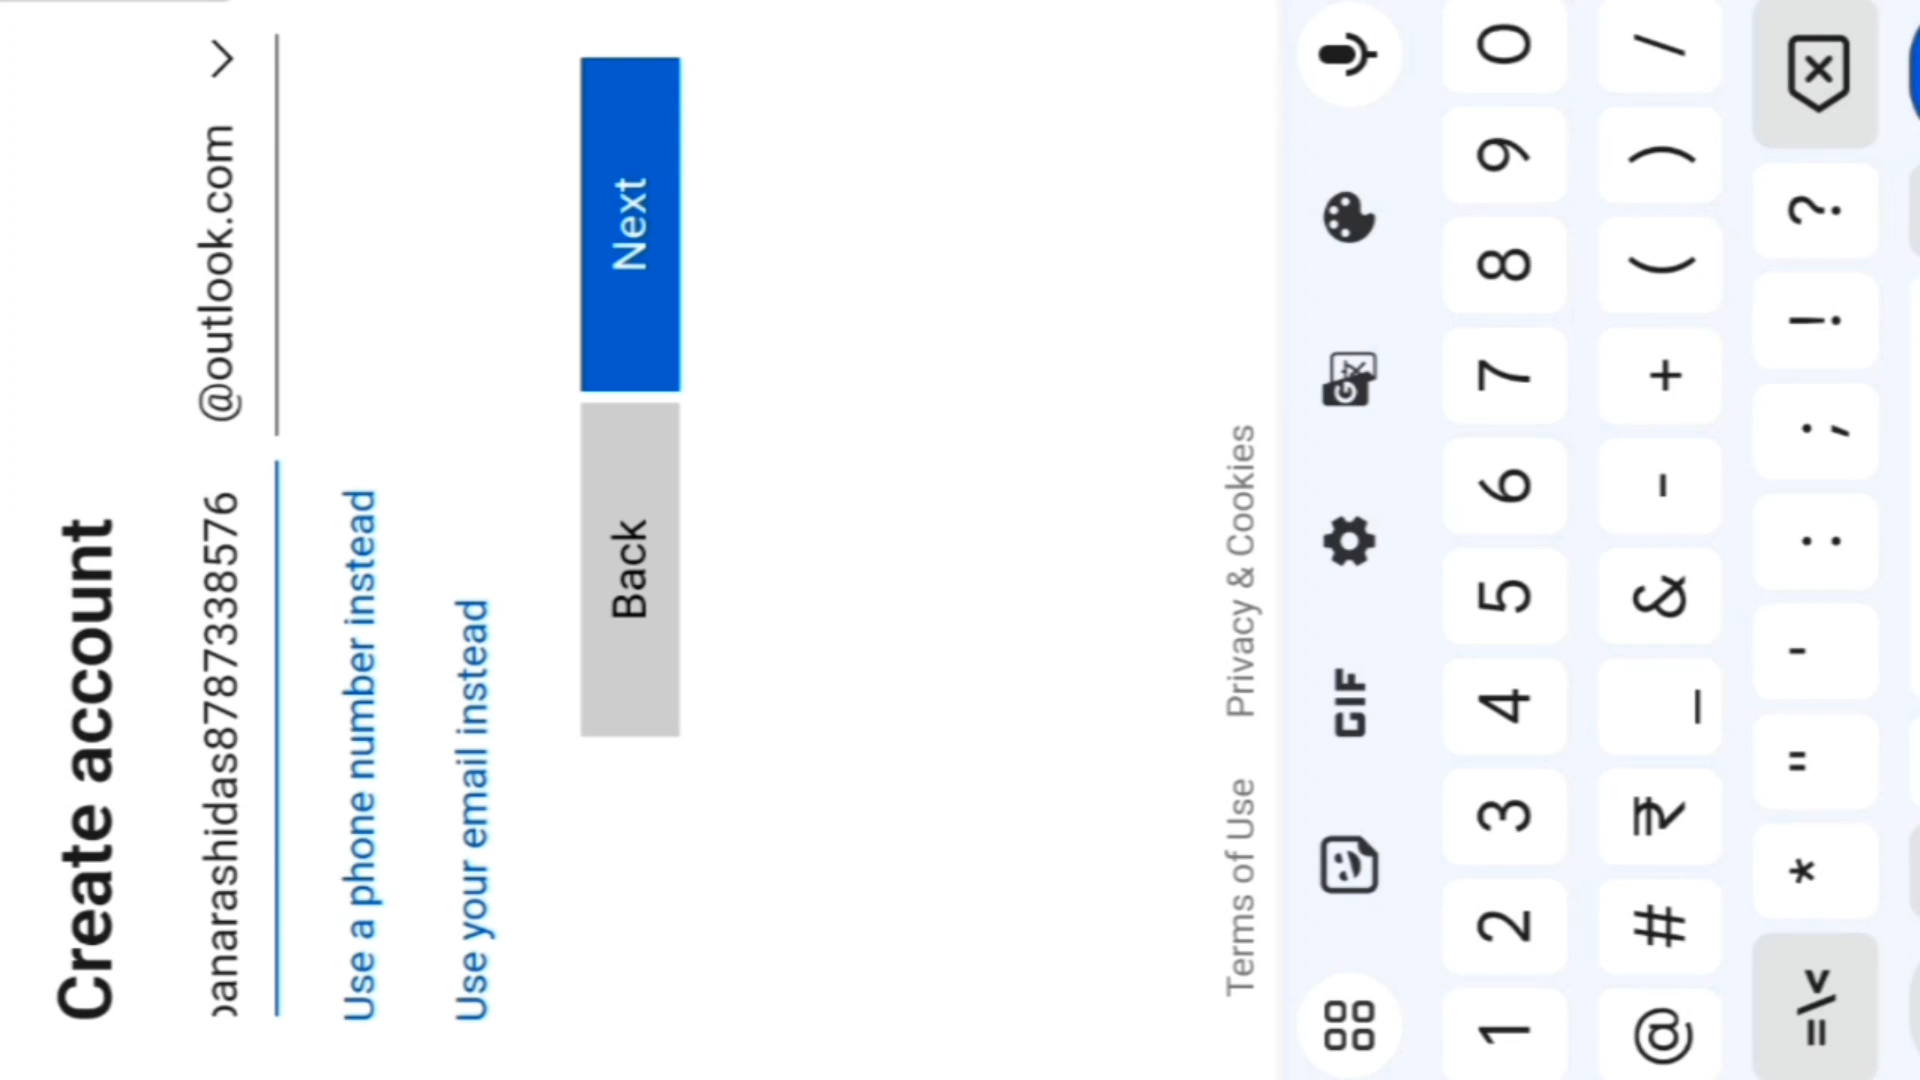 Create account
banarashidas8787338576 @outlook.com
Use a phone number instead
Use your email instead
Back Next
Terms of Use Privacy & Cookies
GIF
1 2 3 4 5 6 7 8 9 0
@ # ₹ _ & - + ( ) /
=\< * " ' : ; ! ?